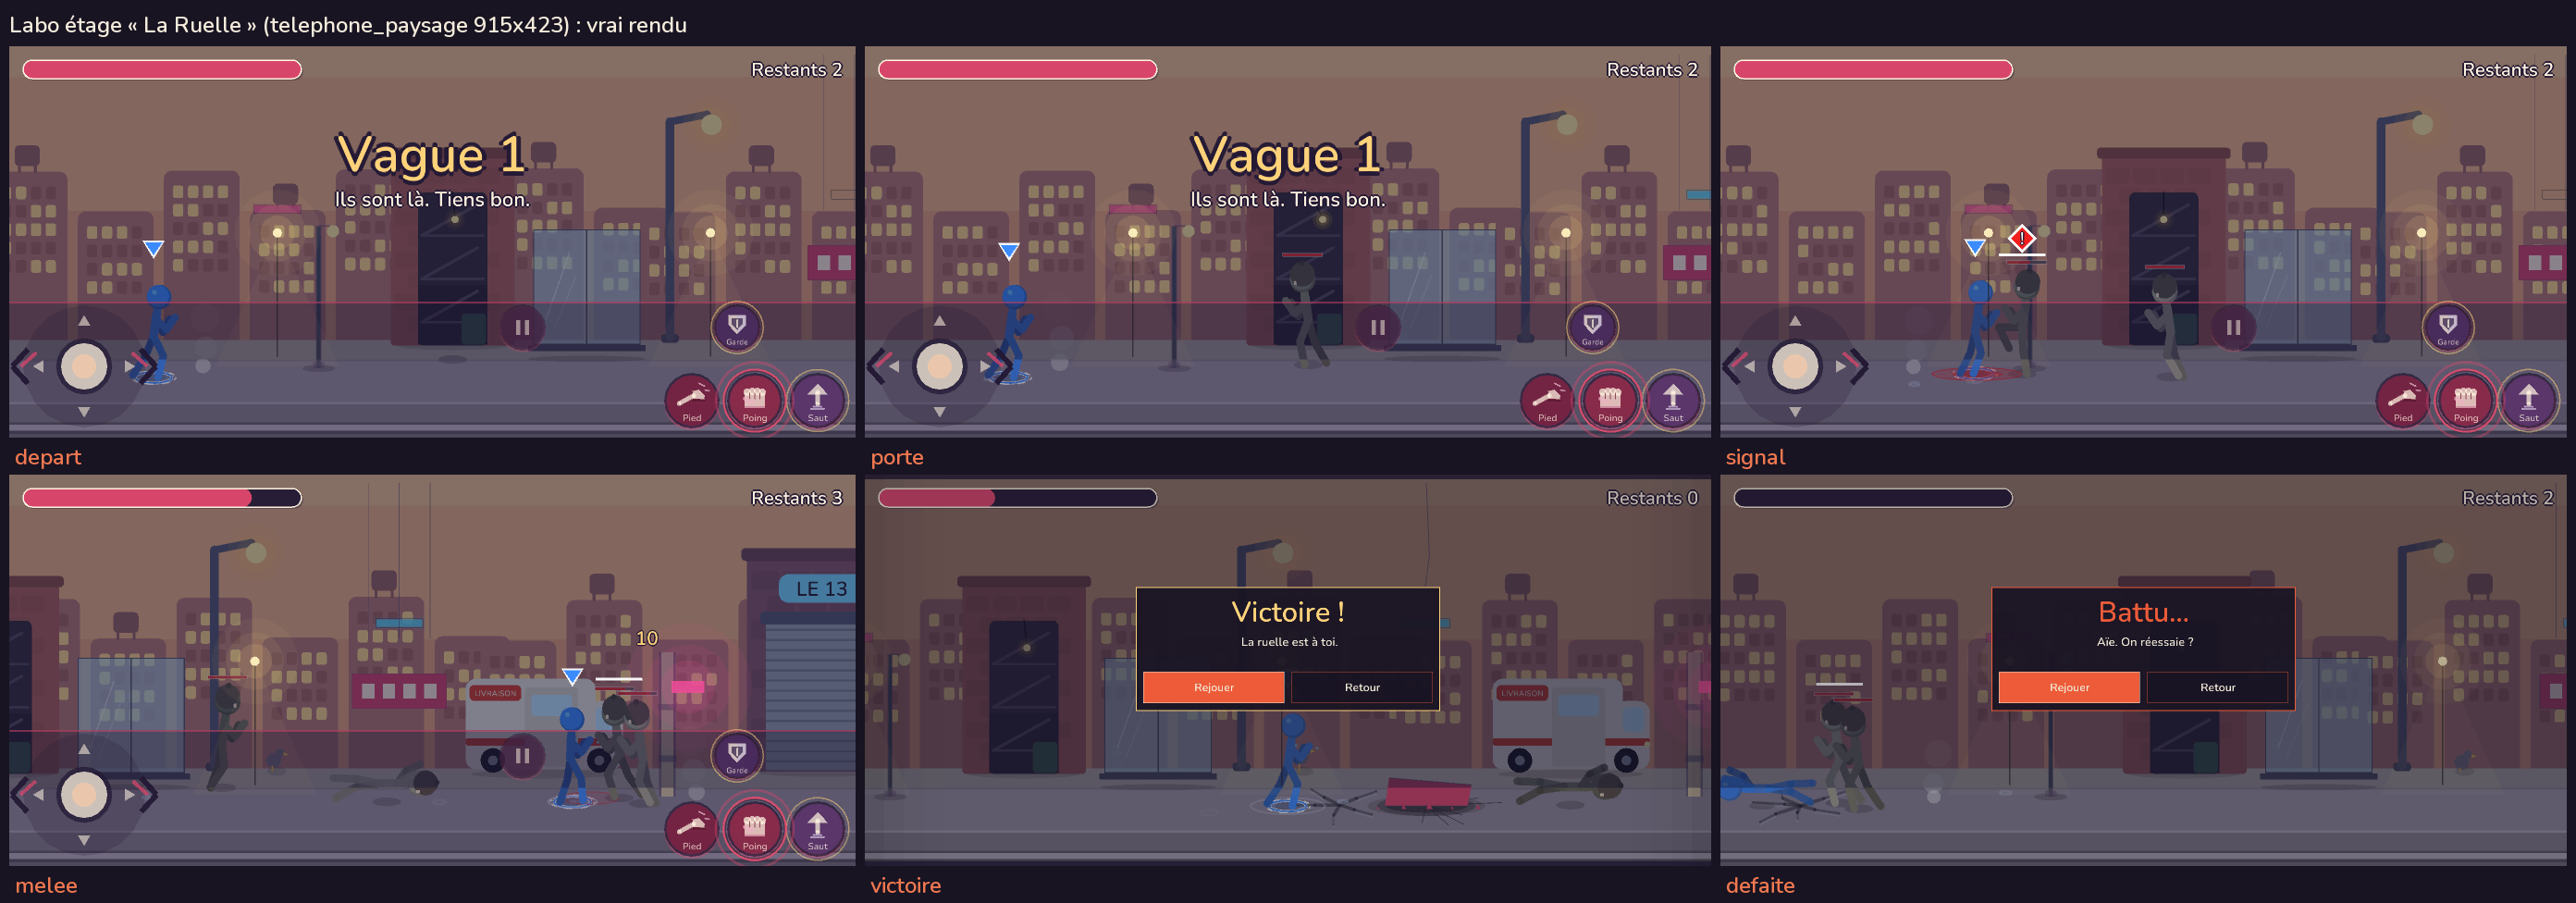 Labo étage « La Ruelle » (telephone_paysage 915x423) : vrai rendu
Restants 2
Vague 1
Ils sont là. Tiens bon.
Garde
Pied
Poing
Saut
depart
Restants 2
Vague 1
Ils sont là. Tiens bon.
Garde
Pied
Poing
Saut
porte
Restants 2
!
Garde
Pied
Poing
Saut
signal
Restants 3
LE 13
10
LIVRAISON
Garde
Pied
Poing
Saut
melee
Restants 0
Victoire !
La ruelle est à toi.
Rejouer
Retour
LIVRAISON
victoire
Restants 2
Battu...
Aïe. On réessaie ?
Rejouer
Retour
defaite